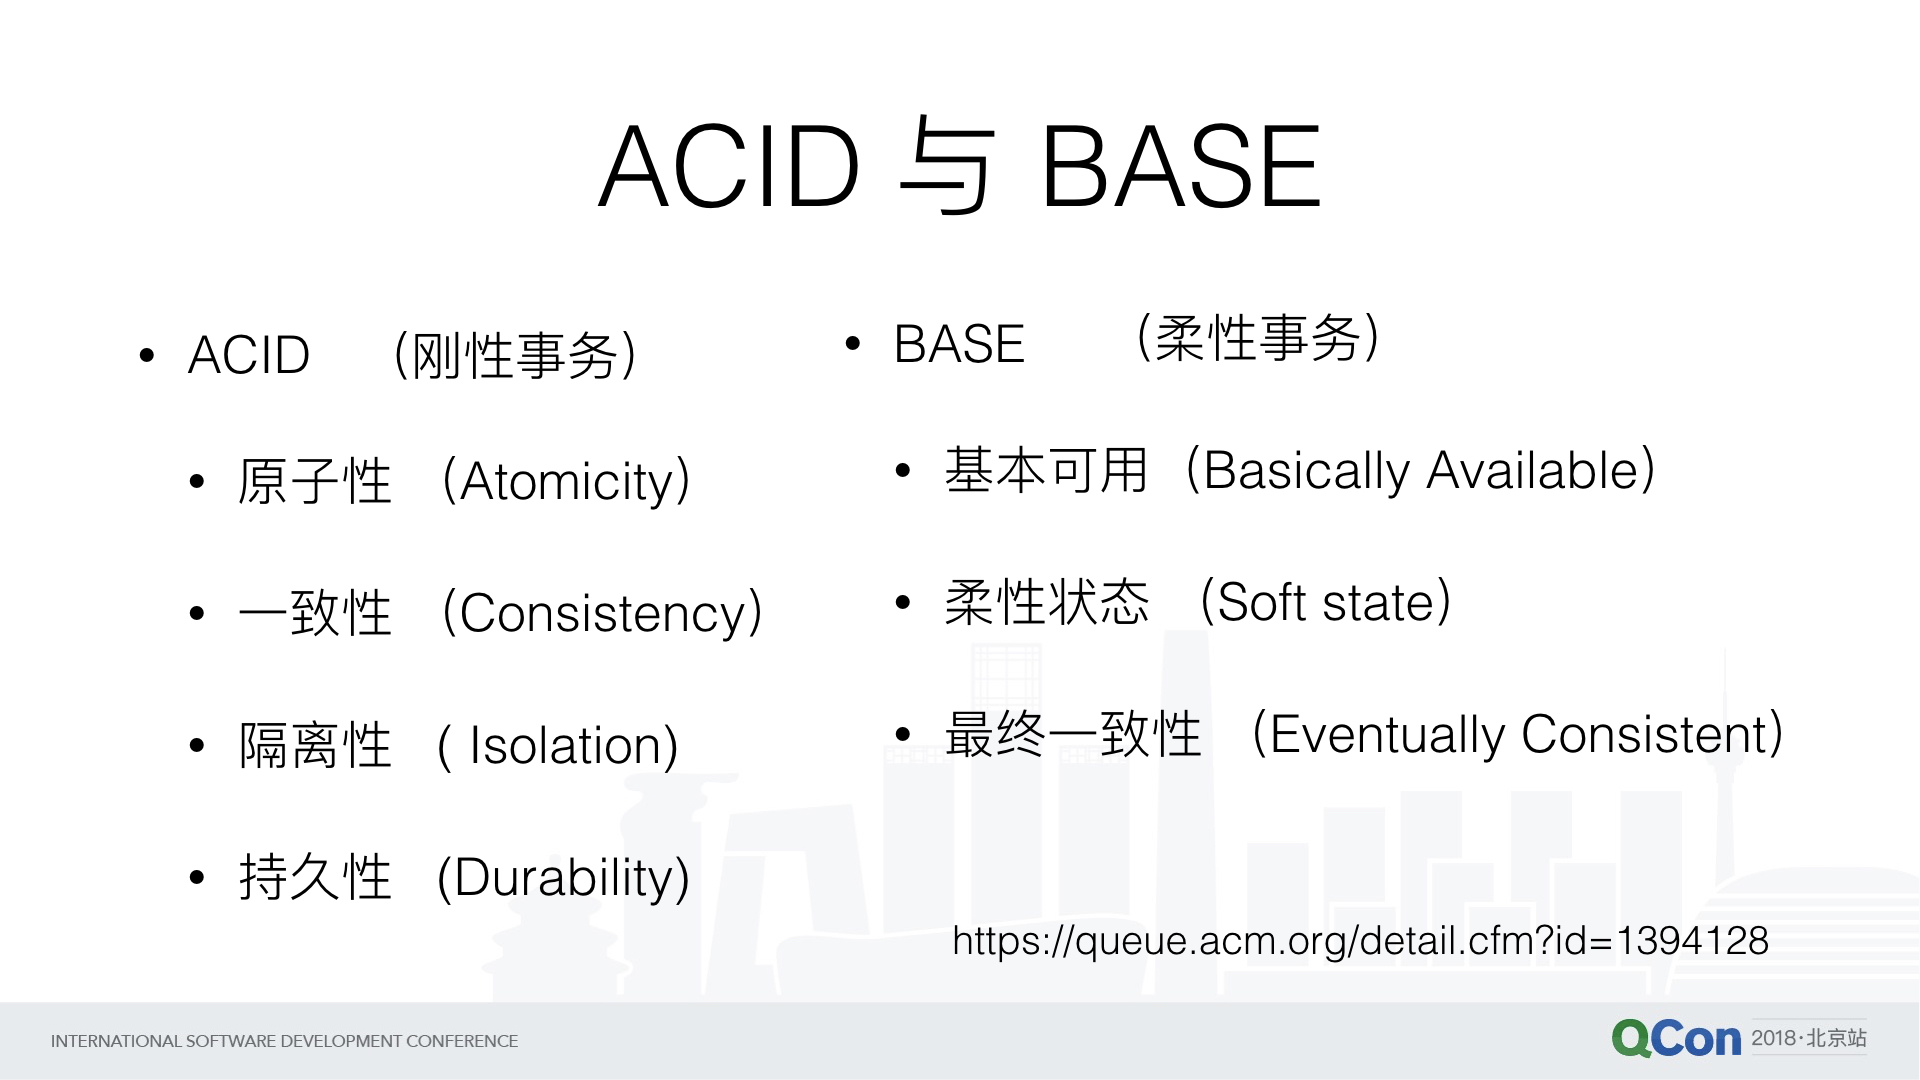 ACID 与 BASE
• ACID （刚性事务）
• 原子性 （Atomicity）
• 一致性 （Consistency）
• 隔离性 ( Isolation)
• 持久性 (Durability)
• BASE （柔性事务）
• 基本可用（Basically Available）
• 柔性状态 （Soft state）
• 最终一致性 （Eventually Consistent）
https://queue.acm.org/detail.cfm?id=1394128
INTERNATIONAL SOFTWARE DEVELOPMENT CONFERENCE
QCon 2018·北京站